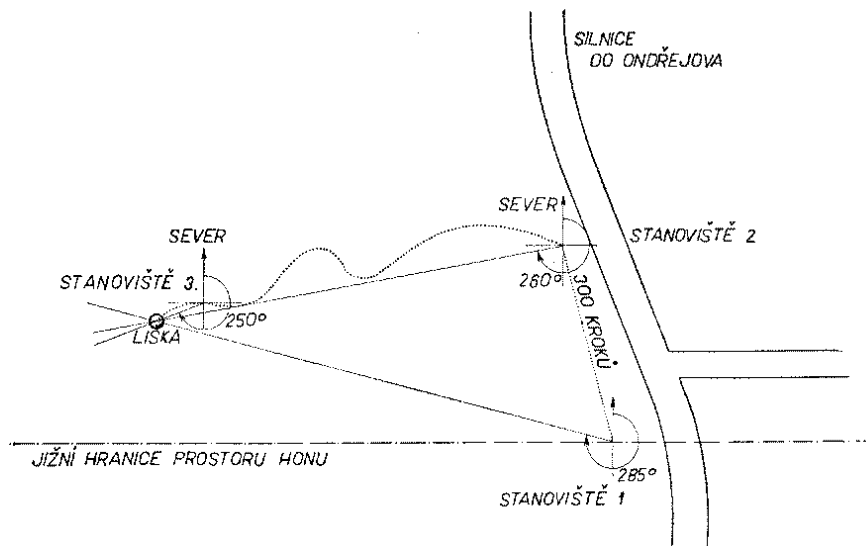 SILNICE
OD ONDŘEJOVA
SEVER
STANOVIŠTĚ 2
SEVER
STANOVIŠTĚ 3.
260°
300 KROKŮ
250°
LIŠKA
JIŽNÍ HRANICE PROSTORU HONU
285°
STANOVIŠTĚ 1